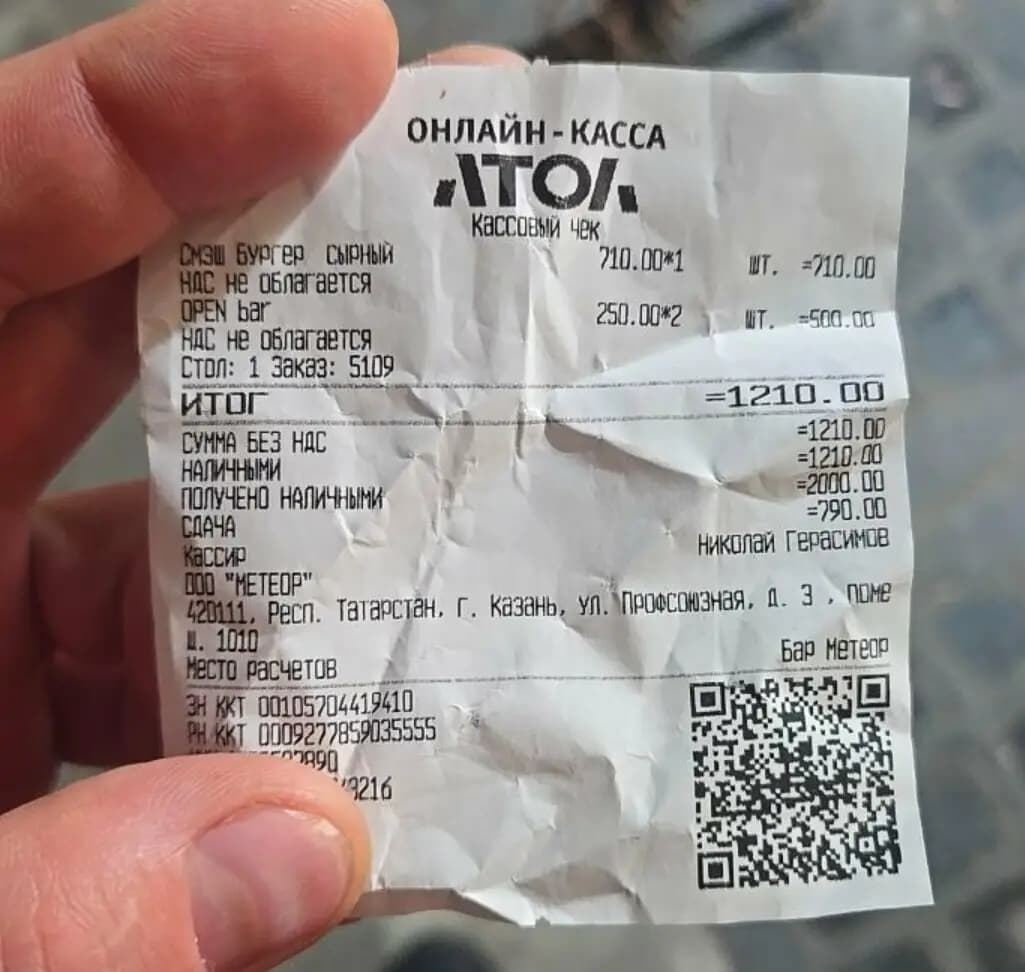 ОНЛАЙН-КАССА
АТОЛ
Кассовый чек
Смэш Бургер сырный 710.00*1 шт. =710.00
НДС не облагается
OPEN bar 250.00*2 шт. =500.00
НДС не облагается
Стол: 1 Заказ: 5109
ИТОГ =1210.00
СУММА БЕЗ НДС =1210.00
НАЛИЧНЫМИ =1210.00
ПОЛУЧЕНО НАЛИЧНЫМИ =2000.00
СДАЧА =790.00
Кассир Николай Герасимов
ООО "МЕТЕОР"
420111, Респ. Татарстан, г. Казань, ул. Профсоюзная, д. 3 , поме
щ. 1010
Место расчетов Бар Метеор
ЗН ККТ 00105704419410
РН ККТ 0009277859035555
9216